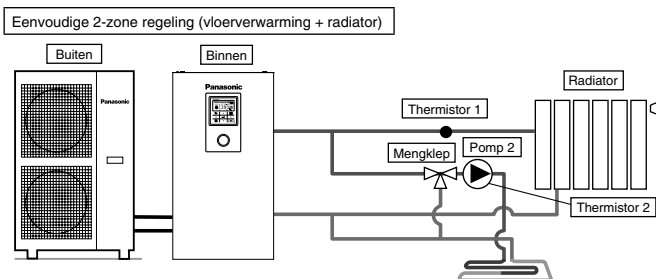 Eenvoudige 2-zone regeling (vloerverwarming + radiator)
Buiten
Binnen
Panasonic
Panasonic
Radiator
Thermistor 1
Mengklep
Pomp 2
Thermistor 2